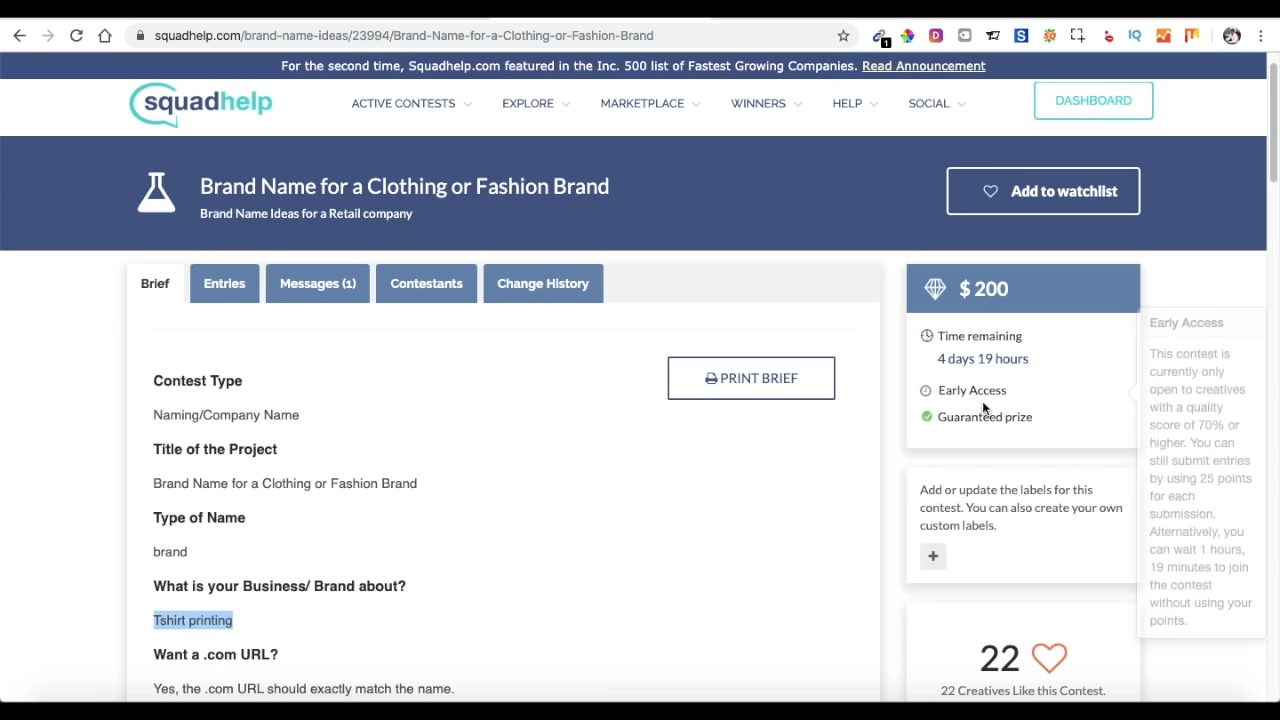 squadhelp.com/brand-name-ideas/23994/Brand-Name-for-a-Clothing-or-Fashion-Brand
1
D
S
IQ
For the second time, Squadhelp.com featured in the Inc. 500 list of Fastest Growing Companies. Read Announcement
squadhelp
ACTIVE CONTESTS
EXPLORE
MARKETPLACE
WINNERS
HELP
SOCIAL
DASHBOARD
Brand Name for a Clothing or Fashion Brand
Brand Name Ideas for a Retail company
Add to watchlist
Brief
Entries
Messages (1)
Contestants
Change History
PRINT BRIEF
Contest Type
Naming/Company Name
Title of the Project
Brand Name for a Clothing or Fashion Brand
Type of Name
brand
What is your Business/ Brand about?
Tshirt printing
Want a .com URL?
Yes, the .com URL should exactly match the name.
$ 200
Time remaining
4 days 19 hours
Early Access
Guaranteed prize
Add or update the labels for this
contest. You can also create your own
custom labels.
+
22
22 Creatives Like this Contest.
Early Access
This contest is
currently only
open to creatives
with a quality
score of 70% or
higher. You can
still submit entries
by using 25 points
for each
submission.
Alternatively, you
can wait 1 hours,
19 minutes to join
the contest
without using your
points.